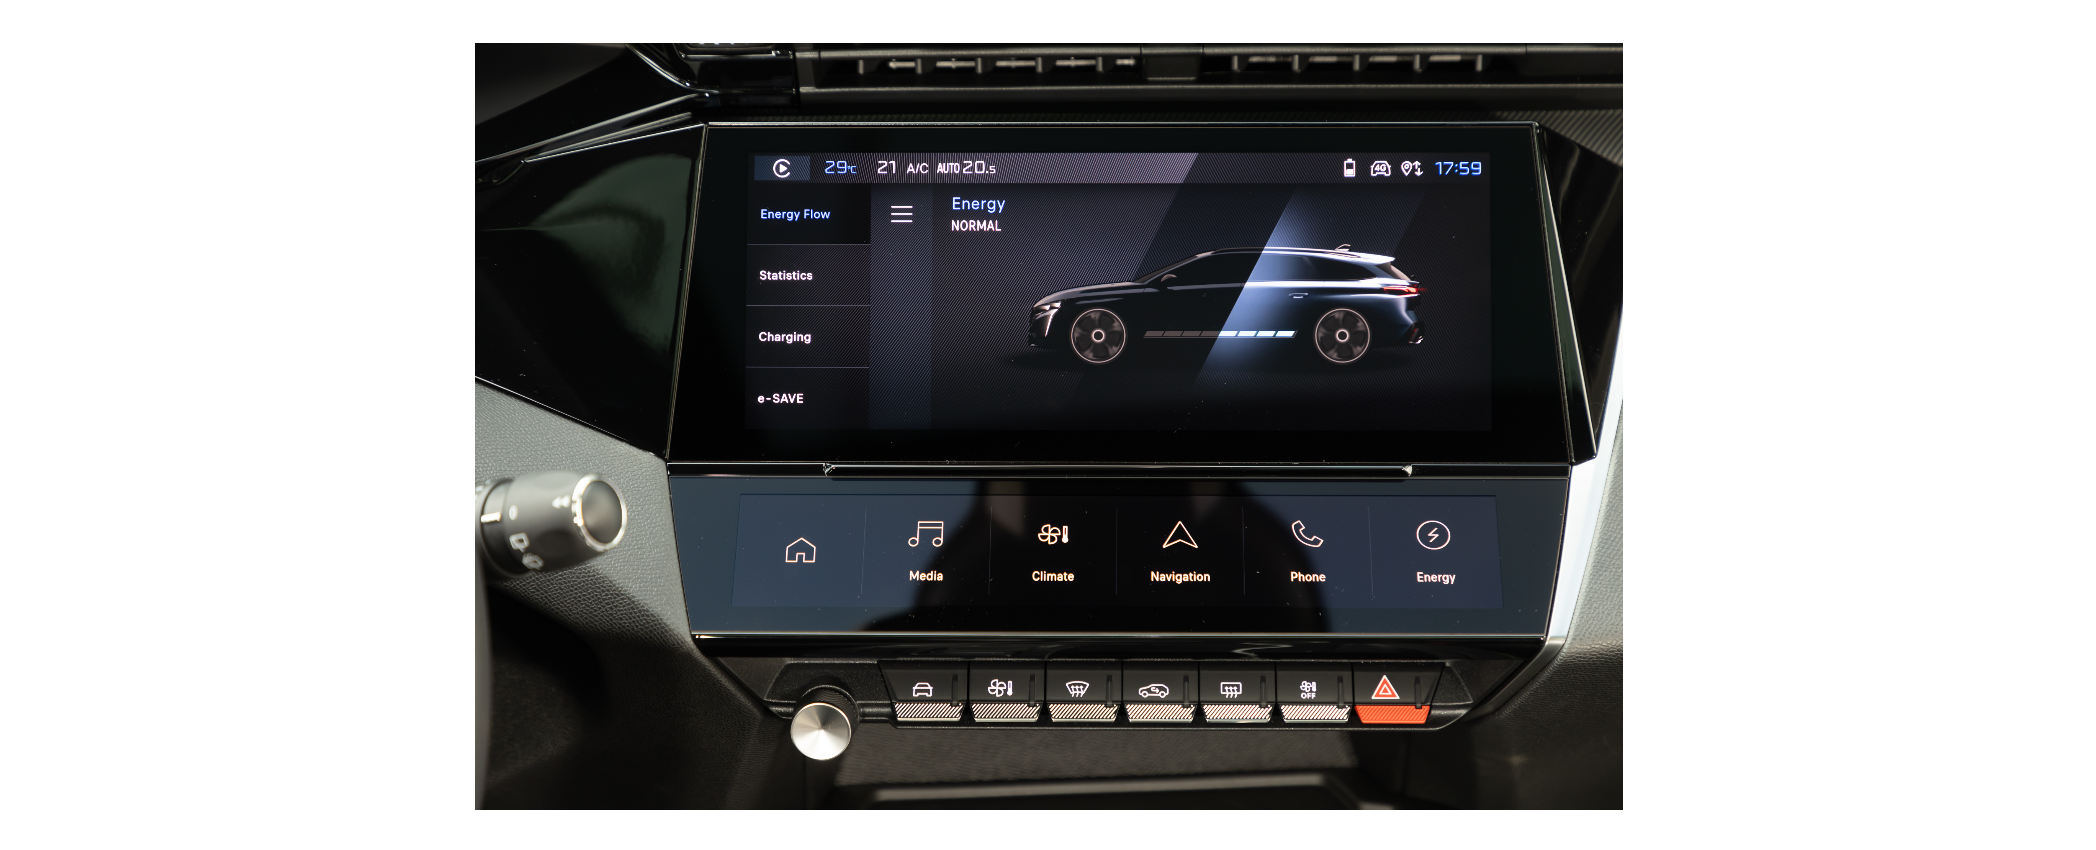 29°C 21 A/C AUTO 20.5 4G 17:59
Energy Flow
Energy
NORMAL
Statistics
Charging
e-SAVE
Media
Climate
Navigation
Phone
Energy
OFF